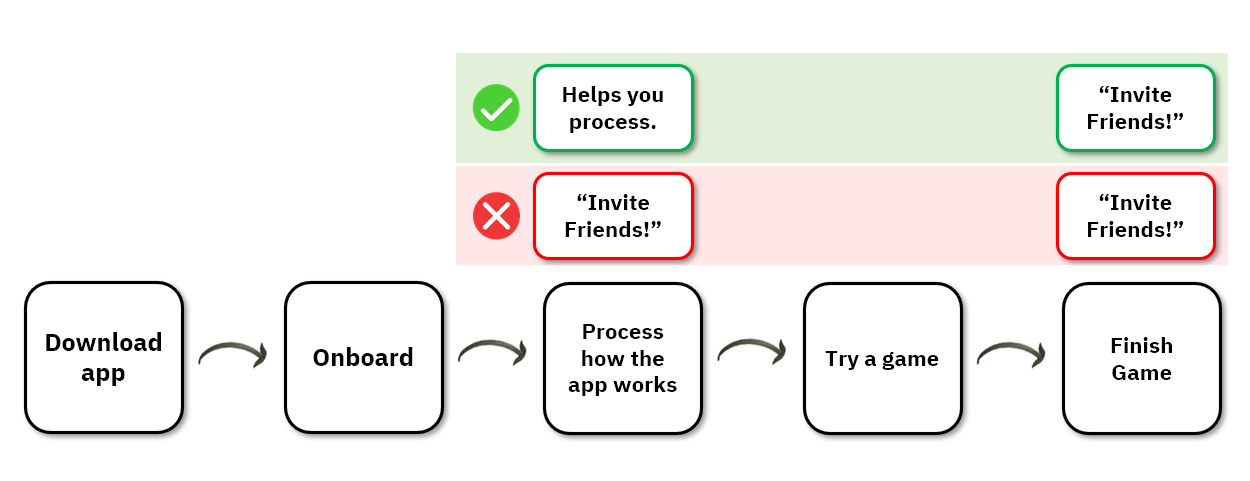 Helps you
process.
“Invite
Friends!”
“Invite
Friends!”
“Invite
Friends!”
Download
app
Onboard
Process
how the
app works
Try a game
Finish
Game